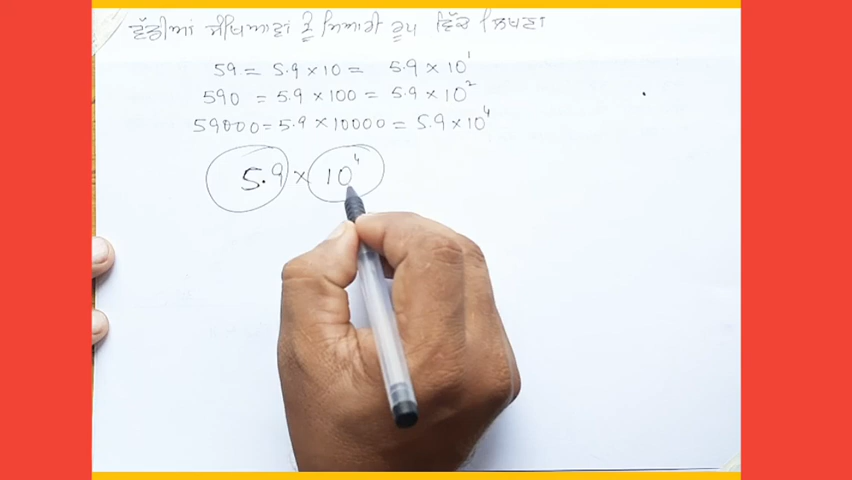 ਵੱਡੀਆਂ ਸੰਖਿਆਵਾਂ ਨੂੰ ਮਿਆਰੀ ਰੂਪ ਵਿੱਚ ਲਿਖਣਾ
59 = 5.9 × 10 = 5.9 × 10¹
590 = 5.9 × 100 = 5.9 × 10²
59000 = 5.9 × 10000 = 5.9 × 10⁴
5.9 × 10⁴